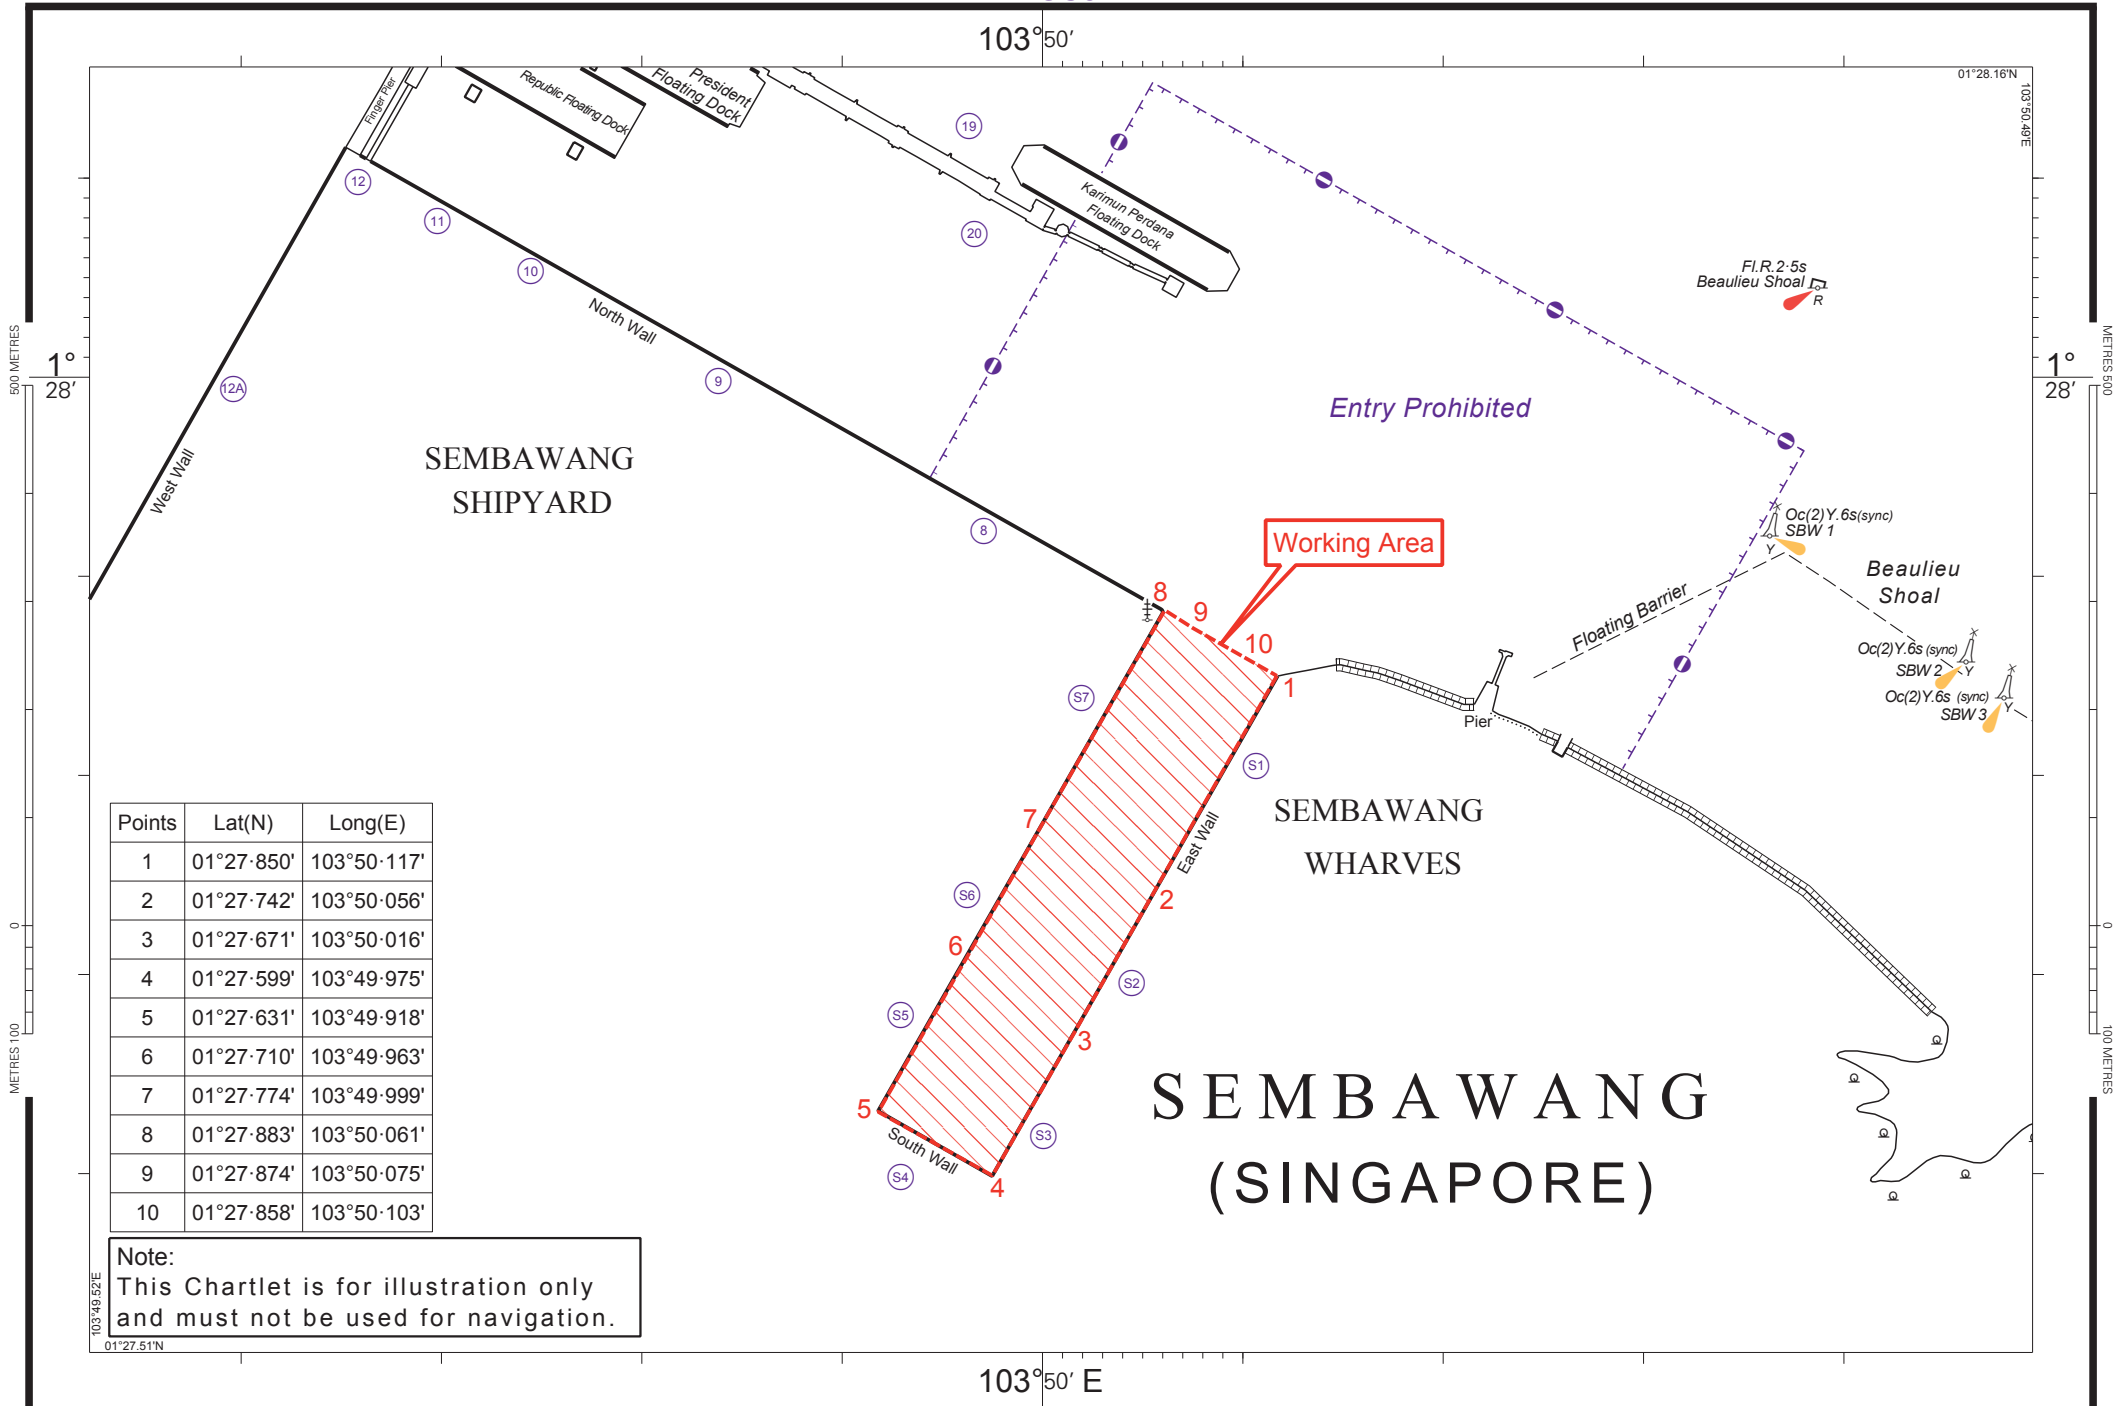 103°50′
01°28.16'N
103°50.49'E
Finger Pier
Republic Floating Dock
President
Floating Dock
19
Karimun Perdana
Floating Dock
20
12
11
10
North Wall
9
12A
West Wall
Fl.R.2·5s
Beaulieu Shoal
R
500 METRES
1°
28′
METRES 500
1°
28′
Entry Prohibited
SEMBAWANG
SHIPYARD
8
Working Area
Oc(2)Y.6s(sync)
SBW 1
Y
Beaulieu
Shoal
Floating Barrier
Oc(2)Y.6s (sync)
SBW 2
Y
Oc(2)Y.6s (sync)
SBW 3
Y
8
9
10
1
S7
Pier
S1
SEMBAWANG
WHARVES
East Wall
7
2
S6
6
S2
S5
3
5
South Wall
S3
S4
4
0
0
METRES 100
100 METRES
SEMBAWANG
(SINGAPORE)
Points Lat(N) Long(E)
1 01°27·850' 103°50·117'
2 01°27·742' 103°50·056'
3 01°27·671' 103°50·016'
4 01°27·599' 103°49·975'
5 01°27·631' 103°49·918'
6 01°27·710' 103°49·963'
7 01°27·774' 103°49·999'
8 01°27·883' 103°50·061'
9 01°27·874' 103°50·075'
10 01°27·858' 103°50·103'
Note:
This Chartlet is for illustration only
and must not be used for navigation.
103°49.52'E
01°27.51'N
103°50′ E